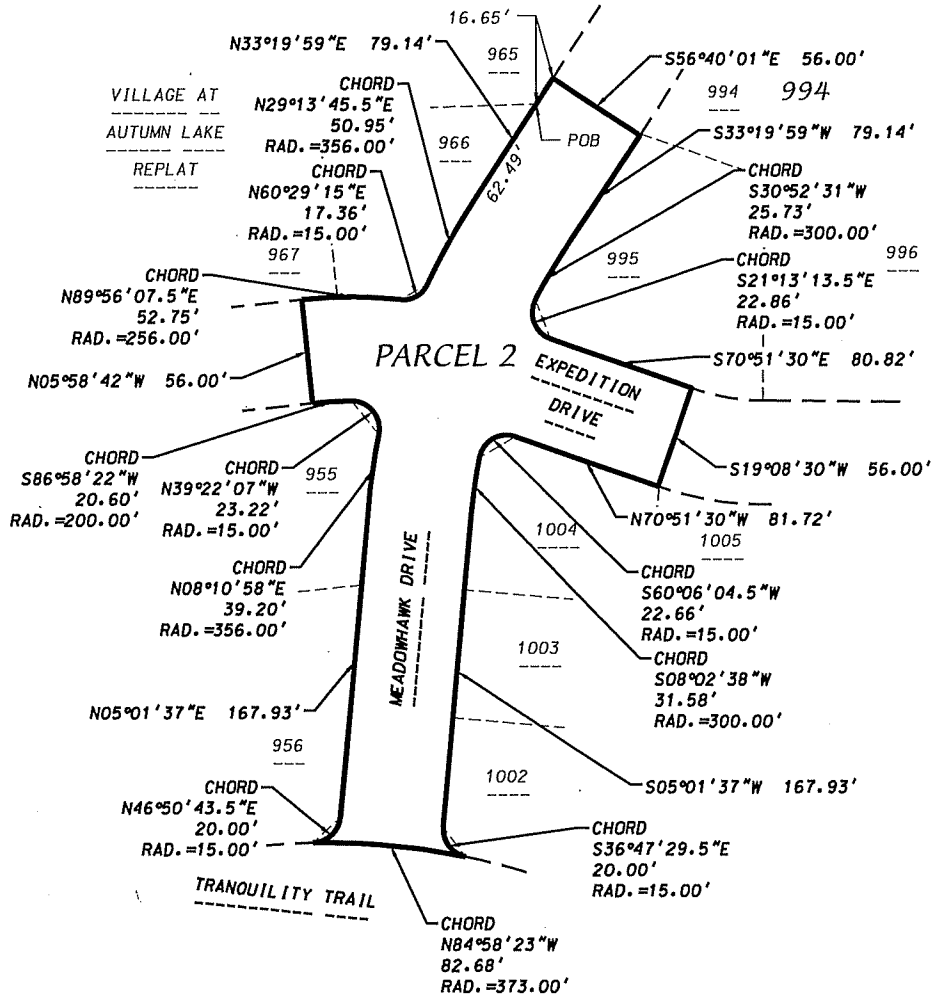 16.65'
N33°19'59"E 79.14'
965
S56°40'01"E 56.00'
994 994
VILLAGE AT
AUTUMN LAKE
REPLAT
CHORD
N29°13'45.5"E
50.95'
RAD.=356.00'
966
62.49'
POB
S33°19'59"W 79.14'
CHORD
N60°29'15"E
17.36'
RAD.=15.00'
CHORD
S30°52'31"W
25.73'
RAD.=300.00'
967
995
996
CHORD
S21°13'13.5"E
22.86'
RAD.=15.00'
CHORD
N89°56'07.5"E
52.75'
RAD.=256.00'
PARCEL 2
EXPEDITION
DRIVE
S70°51'30"E 80.82'
N05°58'42"W 56.00'
CHORD
S86°58'22"W
20.60'
RAD.=200.00'
CHORD
N39°22'07"W
23.22'
RAD.=15.00'
955
S19°08'30"W 56.00'
N70°51'30"W 81.72'
1004
1005
CHORD
N08°10'58"E
39.20'
RAD.=356.00'
MEADOWHAWK DRIVE
CHORD
S60°06'04.5"W
22.66'
RAD.=15.00'
1003
CHORD
S08°02'38"W
31.58'
RAD.=300.00'
N05°01'37"E 167.93'
956
1002
S05°01'37"W 167.93'
CHORD
N46°50'43.5"E
20.00'
RAD.=15.00'
CHORD
S36°47'29.5"E
20.00'
RAD.=15.00'
TRANQUILITY TRAIL
CHORD
N84°58'23"W
82.68'
RAD.=373.00'